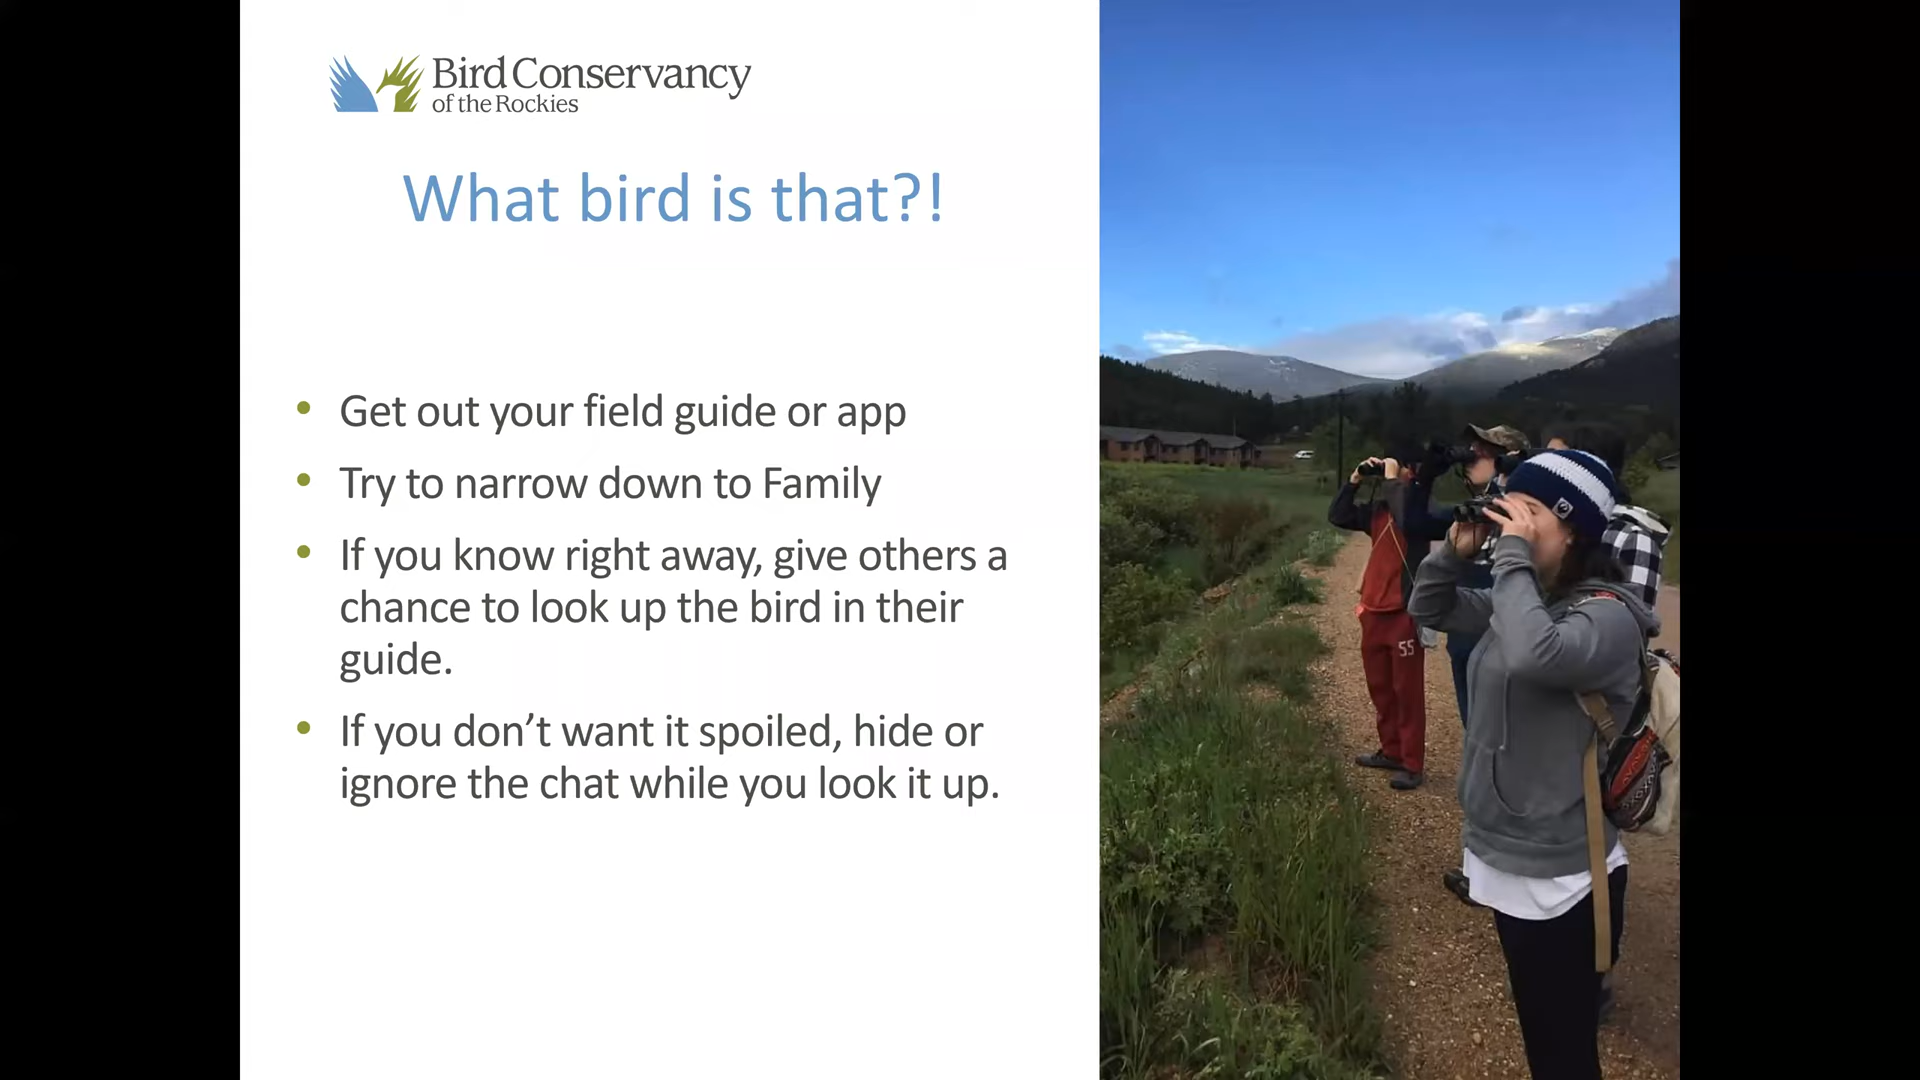 Bird Conservancy
of the Rockies
What bird is that?!
• Get out your field guide or app
• Try to narrow down to Family
• If you know right away, give others a
chance to look up the bird in their
guide.
• If you don’t want it spoiled, hide or
ignore the chat while you look it up.
55